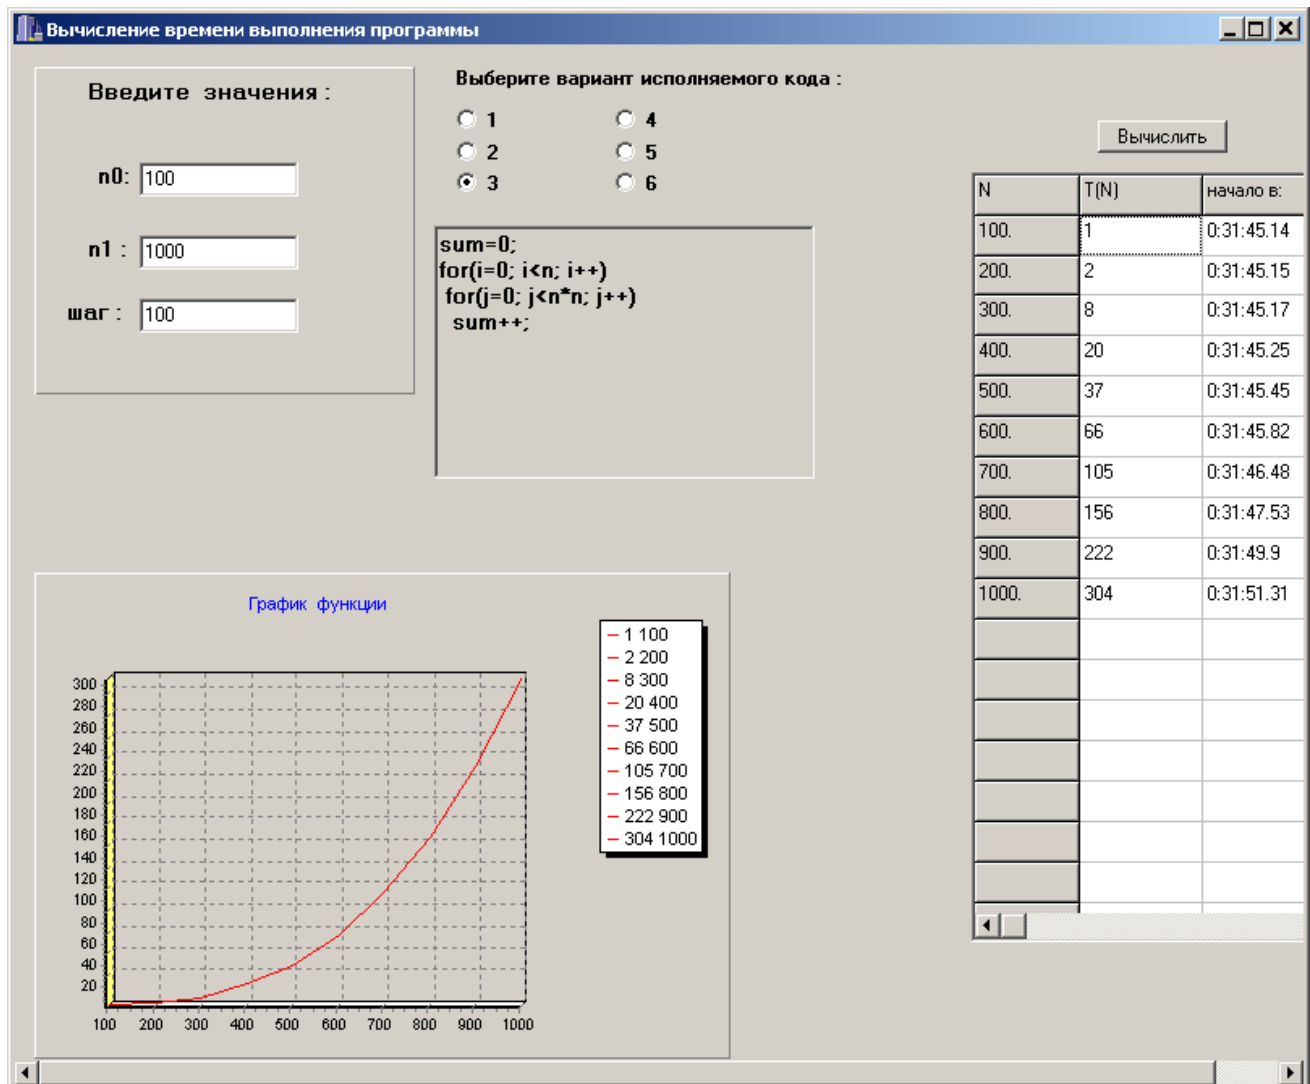 Вычисление времени выполнения программы
Введите значения :
n0: 100
n1 : 1000
шаг : 100
Выберите вариант исполняемого кода :
1 4
2 5
3 6
sum=0;
for(i=0; i<n; i++)
for(j=0; j<n*n; j++)
sum++;
Вычислить
N T(N) начало в:
100. 1 0:31:45.14
200. 2 0:31:45.15
300. 8 0:31:45.17
400. 20 0:31:45.25
500. 37 0:31:45.45
600. 66 0:31:45.82
700. 105 0:31:46.48
800. 156 0:31:47.53
900. 222 0:31:49.9
1000. 304 0:31:51.31
График функции
300
280
260
240
220
200
180
160
140
120
100
80
60
40
20
100 200 300 400 500 600 700 800 900 1000
1 100
2 200
8 300
20 400
37 500
66 600
105 700
156 800
222 900
304 1000